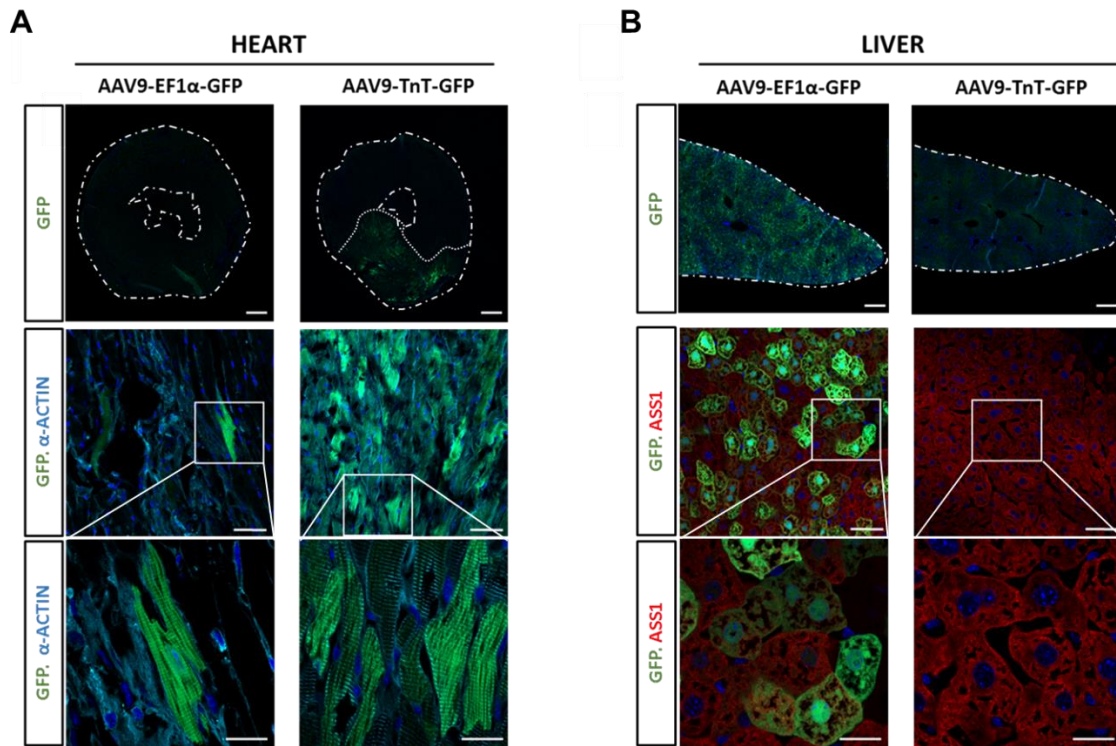 A
HEART
AAV9-EF1α-GFP
AAV9-TnT-GFP
GFP
GFP. α-ACTIN
GFP. α-ACTIN
B
LIVER
AAV9-EF1α-GFP
AAV9-TnT-GFP
GFP
GFP. ASS1
GFP. ASS1